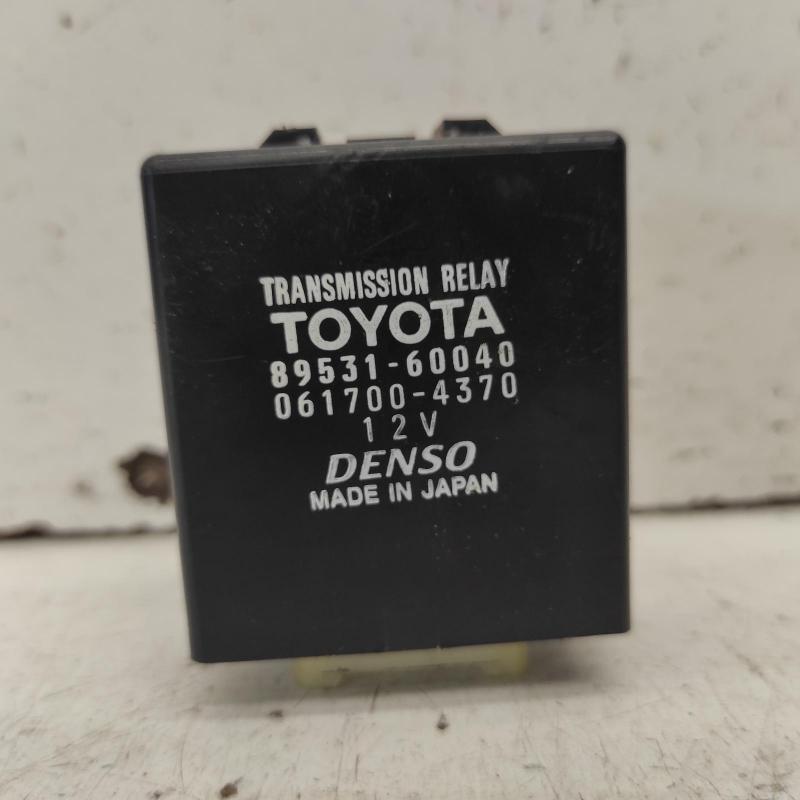 TRANSMISSION RELAY
TOYOTA
89531-60040
061700-4370
12V
DENSO
MADE IN JAPAN